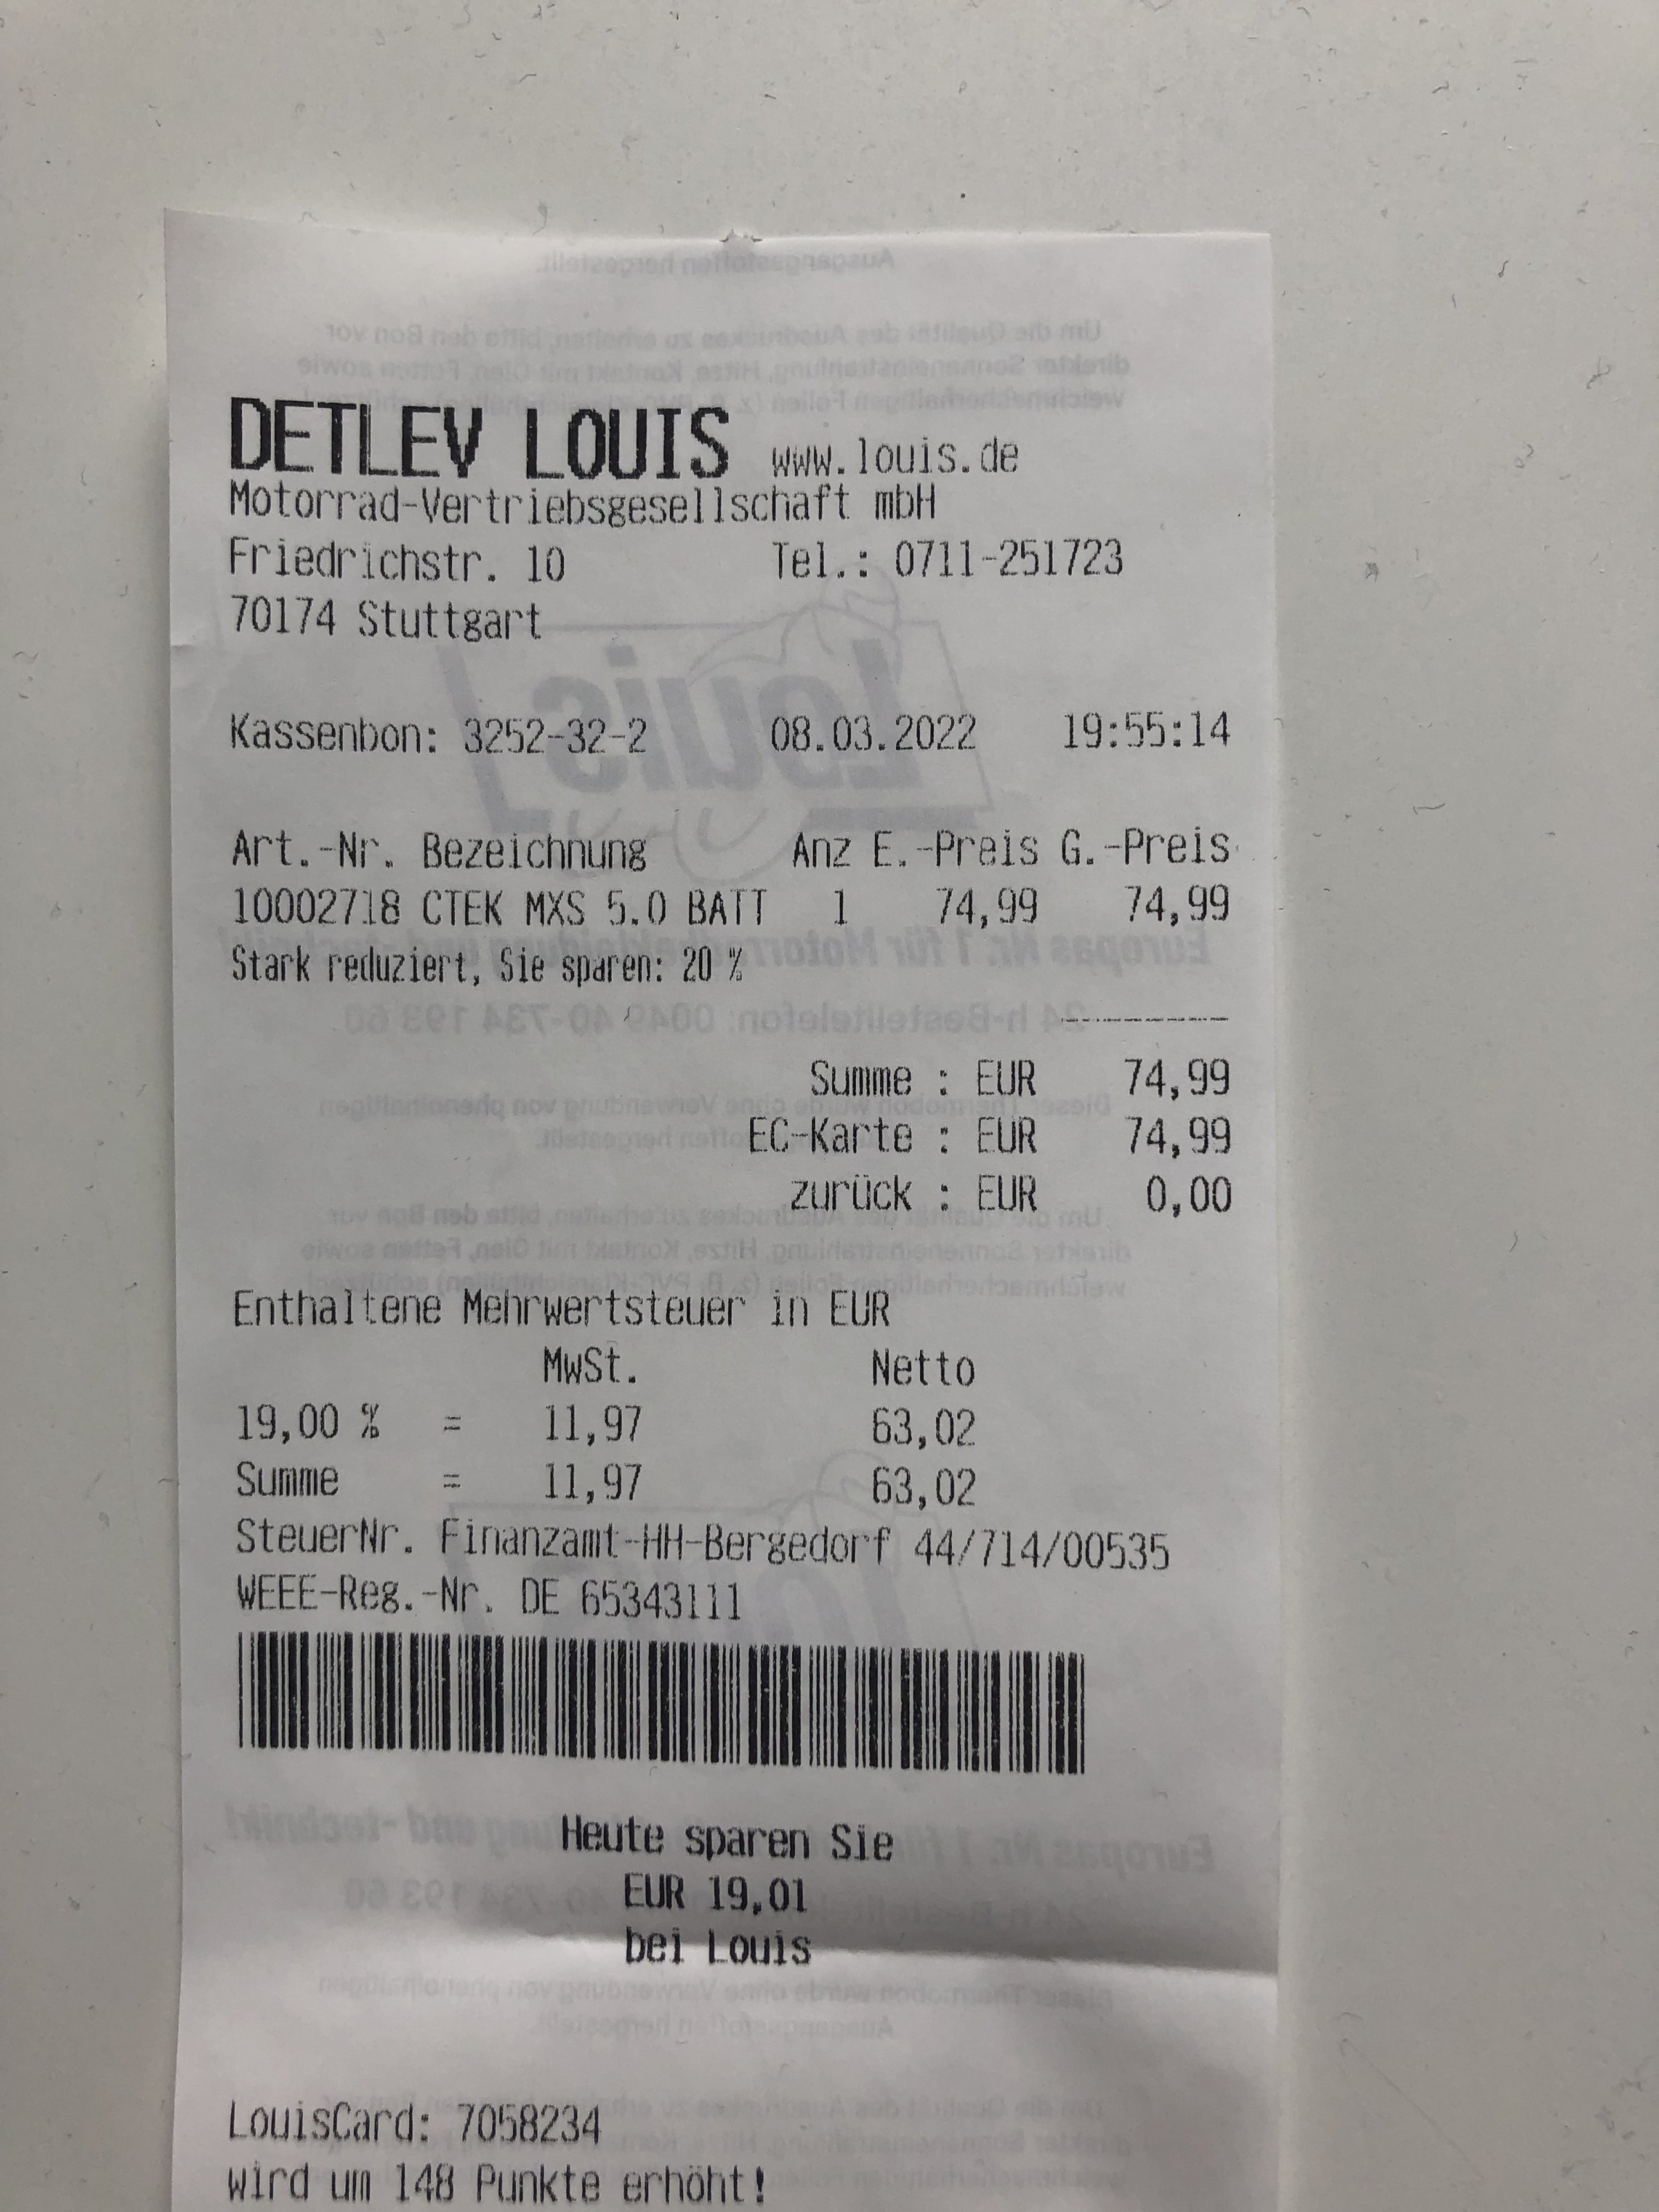 DETLEV LOUIS www.louis.de
Motorrad-Vertriebsgesellschaft mbH
Friedrichstr. 10 Tel.: 0711-251723
70174 Stuttgart
Kassenbon: 3252-32-2 08.03.2022 19:55:14
Art.-Nr. Bezeichnung Anz E.-Preis G.-Preis
10002718 CTEK MXS 5.0 BATT 1 74,99 74,99
Stark reduziert, Sie sparen: 20 %
Summe : EUR 74,99
EC-Karte : EUR 74,99
zurück : EUR 0,00
Enthaltene Mehrwertsteuer in EUR
MwSt. Netto
19,00 % = 11,97 63,02
Summe = 11,97 63,02
SteuerNr. Finanzamt-HH-Bergedorf 44/714/00535
WEEE-Reg.-Nr. DE 65343111
Heute sparen Sie
EUR 19,01
bei Louis
LouisCard: 7058234
wird um 148 Punkte erhöht!